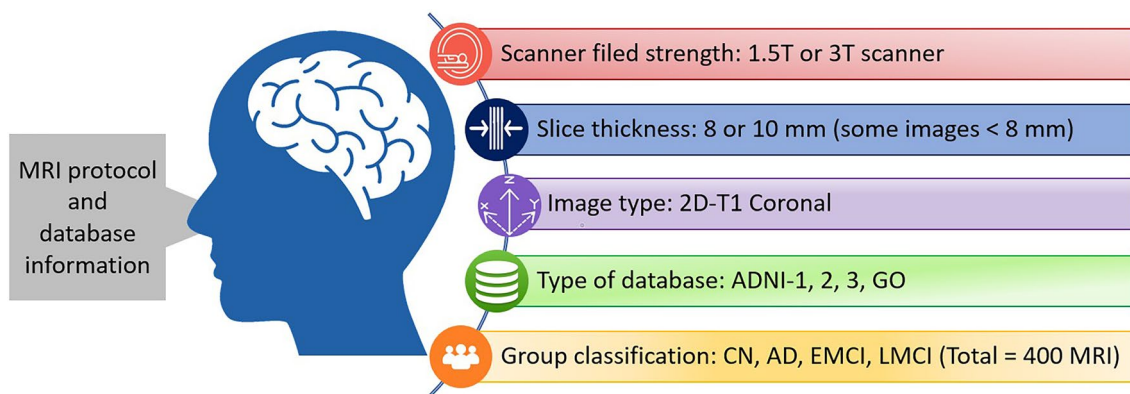 MRI protocol
and
database
information
Scanner filed strength: 1.5T or 3T scanner
Slice thickness: 8 or 10 mm (some images < 8 mm)
Z
X Y
Image type: 2D-T1 Coronal
Type of database: ADNI-1, 2, 3, GO
Group classification: CN, AD, EMCI, LMCI (Total = 400 MRI)